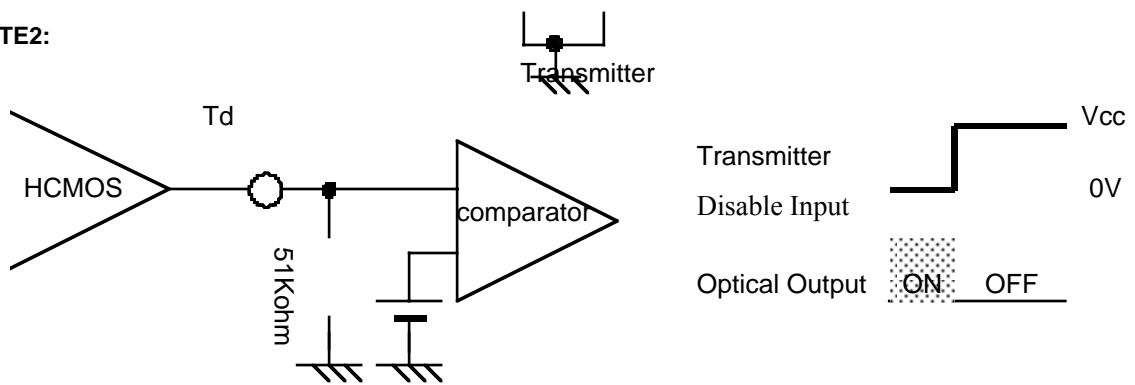 TE2:
Transmitter
Td
Vcc
HCMOS
Transmitter
0V
comparator
Disable Input
51Kohm
Optical Output
ON
OFF